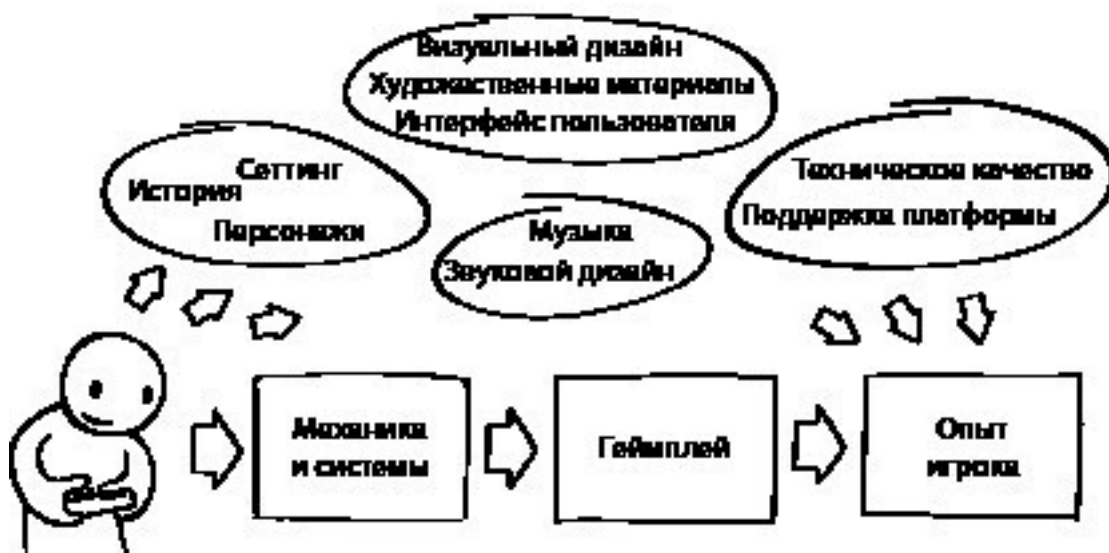 Визуальный дизайн
Художественные материалы
Интерфейс пользователя
Сеттинг
История
Персонажи
Музыка
Звуковой дизайн
Техническое качество
Поддержка платформы
Механика
и системы
Геймплей
Опыт
игрока